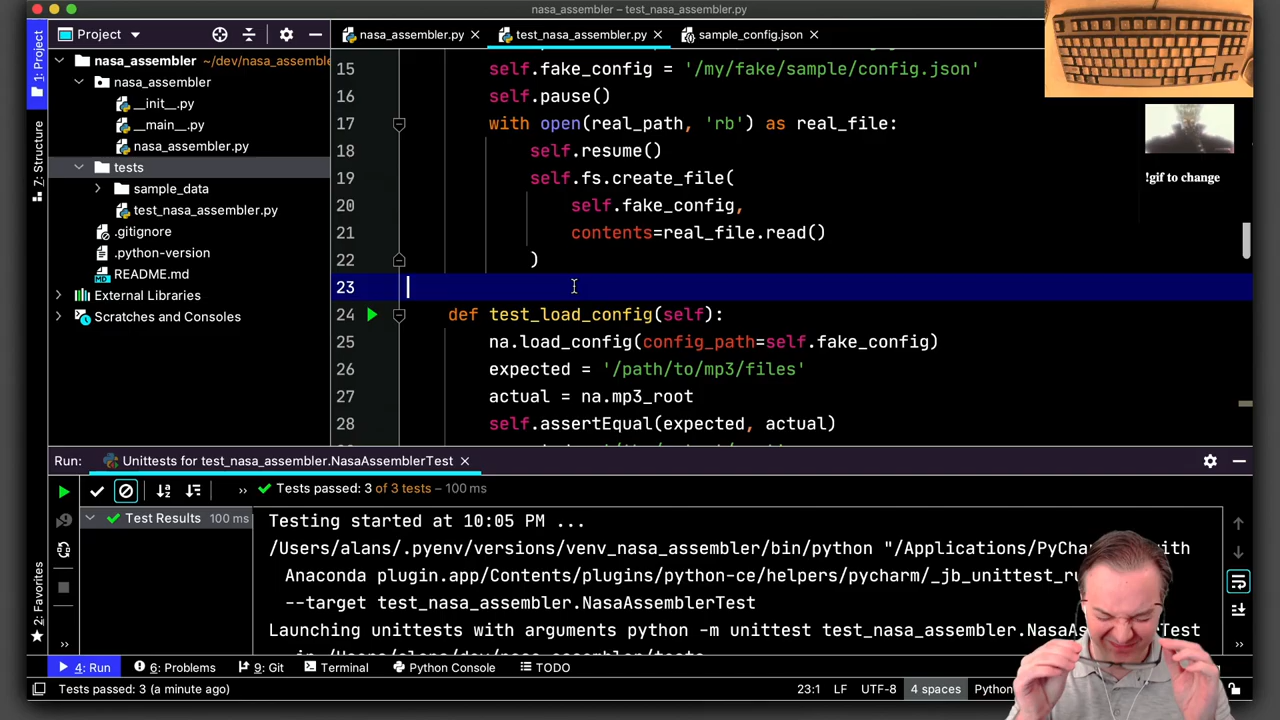 nasa_assembler – test_nasa_assembler.py
Project
nasa_assembler.py
test_nasa_assembler.py
sample_config.json
1: Project
7: Structure
2: Favorites
nasa_assembler ~/dev/nasa_assemble
nasa_assembler
__init__.py
__main__.py
nasa_assembler.py
tests
sample_data
test_nasa_assembler.py
.gitignore
.python-version
README.md
External Libraries
Scratches and Consoles
15 self.fake_config = '/my/fake/sample/config.json'
16 self.pause()
17 with open(real_path, 'rb') as real_file:
18 self.resume()
19 self.fs.create_file(
20 self.fake_config,
21 contents=real_file.read()
22 )
23
24 def test_load_config(self):
25 na.load_config(config_path=self.fake_config)
26 expected = '/path/to/mp3/files'
27 actual = na.mp3_root
28 self.assertEqual(expected, actual)
!gif to change
Run: Unittests for test_nasa_assembler.NasaAssemblerTest
Tests passed: 3 of 3 tests – 100 ms
Test Results 100 ms
Testing started at 10:05 PM ...
/Users/alans/.pyenv/versions/venv_nasa_assembler/bin/python "/Applications/PyCha with
Anaconda plugin.app/Contents/plugins/python-ce/helpers/pycharm/_jb_unittest_ru
--target test_nasa_assembler.NasaAssemblerTest
Launching unittests with arguments python -m unittest test_nasa_assembler.NasaAs Test
4: Run
6: Problems
9: Git
Terminal
Python Console
TODO
Tests passed: 3 (a minute ago)
23:1 LF UTF-8 4 spaces Python